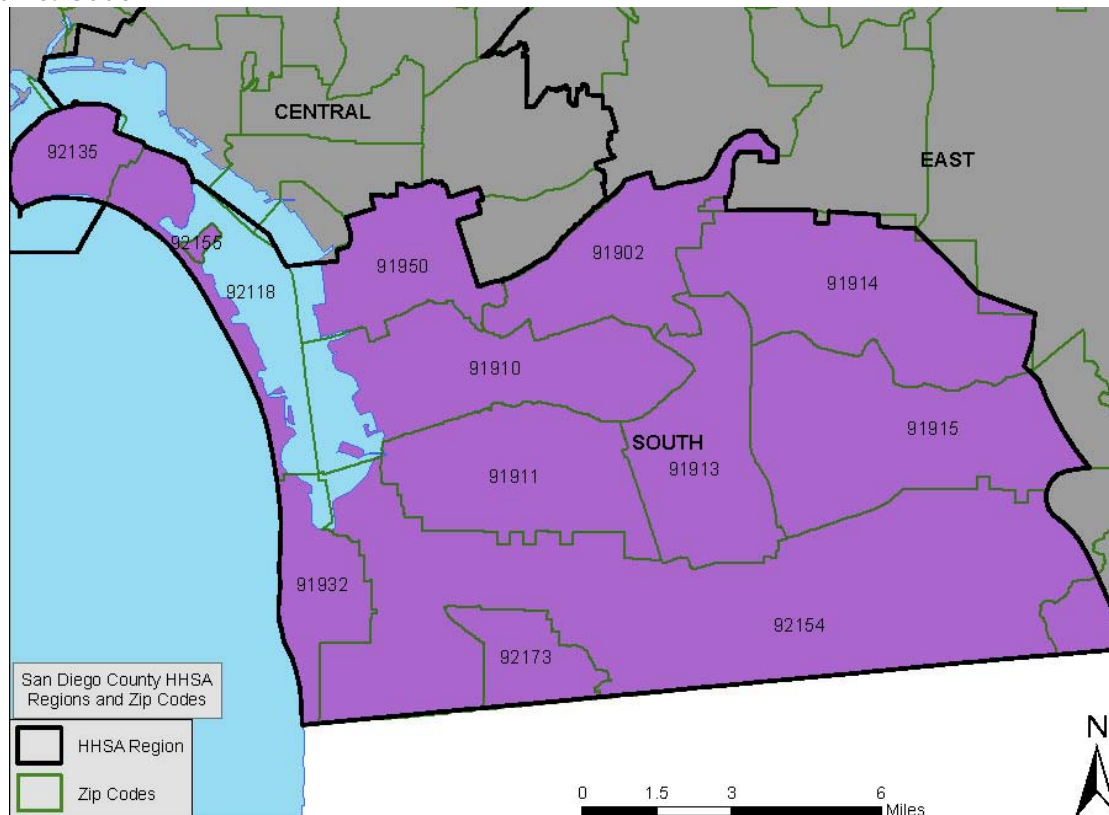 CENTRAL
92135
EAST
92155
91950
91902
92118
91914
91910
SOUTH
91915
91911
91913
91932
92154
92173
San Diego County HHSA
Regions and Zip Codes
HHSA Region
Zip Codes
N
0 1.5 3 6
Miles